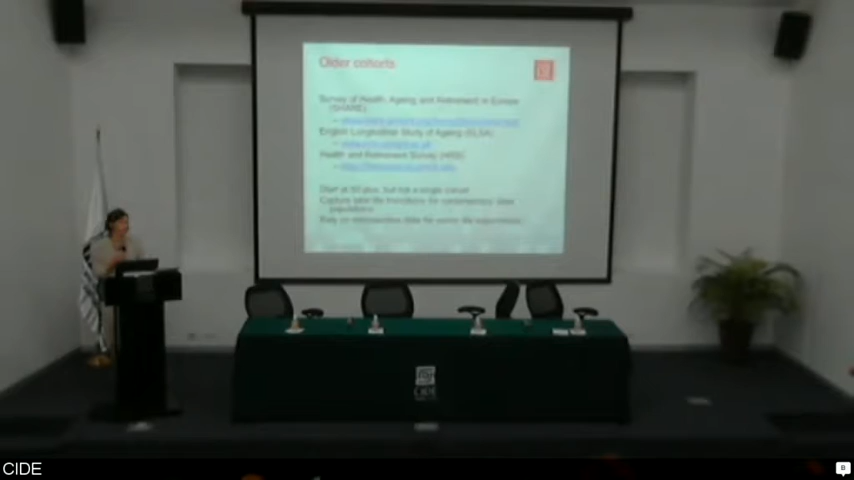 Older cohorts
Survey of Health, Ageing and Retirement in Europe
(SHARE)
English Longitudinal Study of Ageing (ELSA)
Health and Retirement Survey (HRS)
Start at 50 plus, but not a single cohort
Capture later life transitions for contemporary older
populations
Rely on retrospective data for earlier life experiences
CIDE